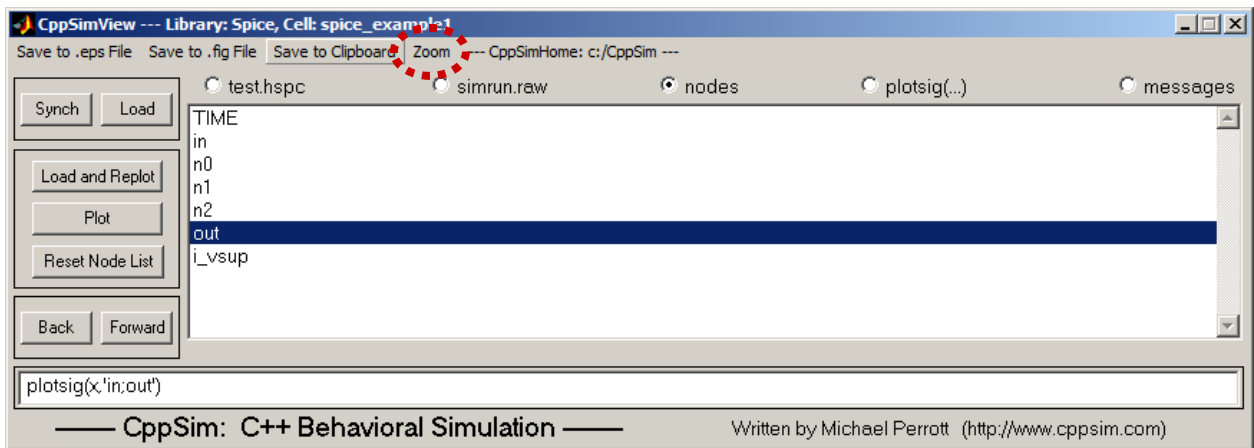 CppSimView --- Library: Spice, Cell: spice_example1
Save to .eps File Save to .fig File Save to Clipboard Zoom --- CppSimHome: c:/CppSim ---
test.hspc simrun.raw nodes plotsig(...) messages
Synch Load
TIME
in
n0
n1
n2
out
i_vsup
Load and Replot
Plot
Reset Node List
Back Forward
plotsig(x,'in;out')
—— CppSim: C++ Behavioral Simulation —— Written by Michael Perrott (http://www.cppsim.com)